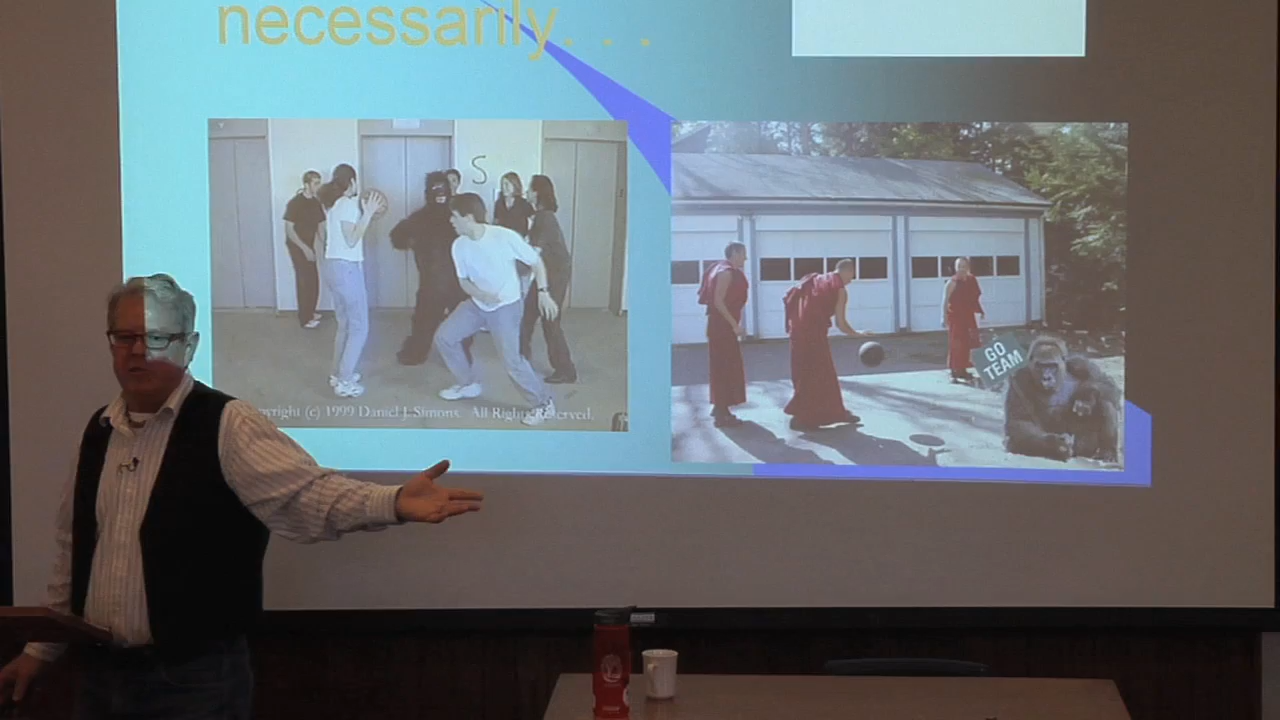 necessarily. . .
S
GO
TEAM
pyright (c) 1999 Daniel J. Simons. All Rights Reserved.